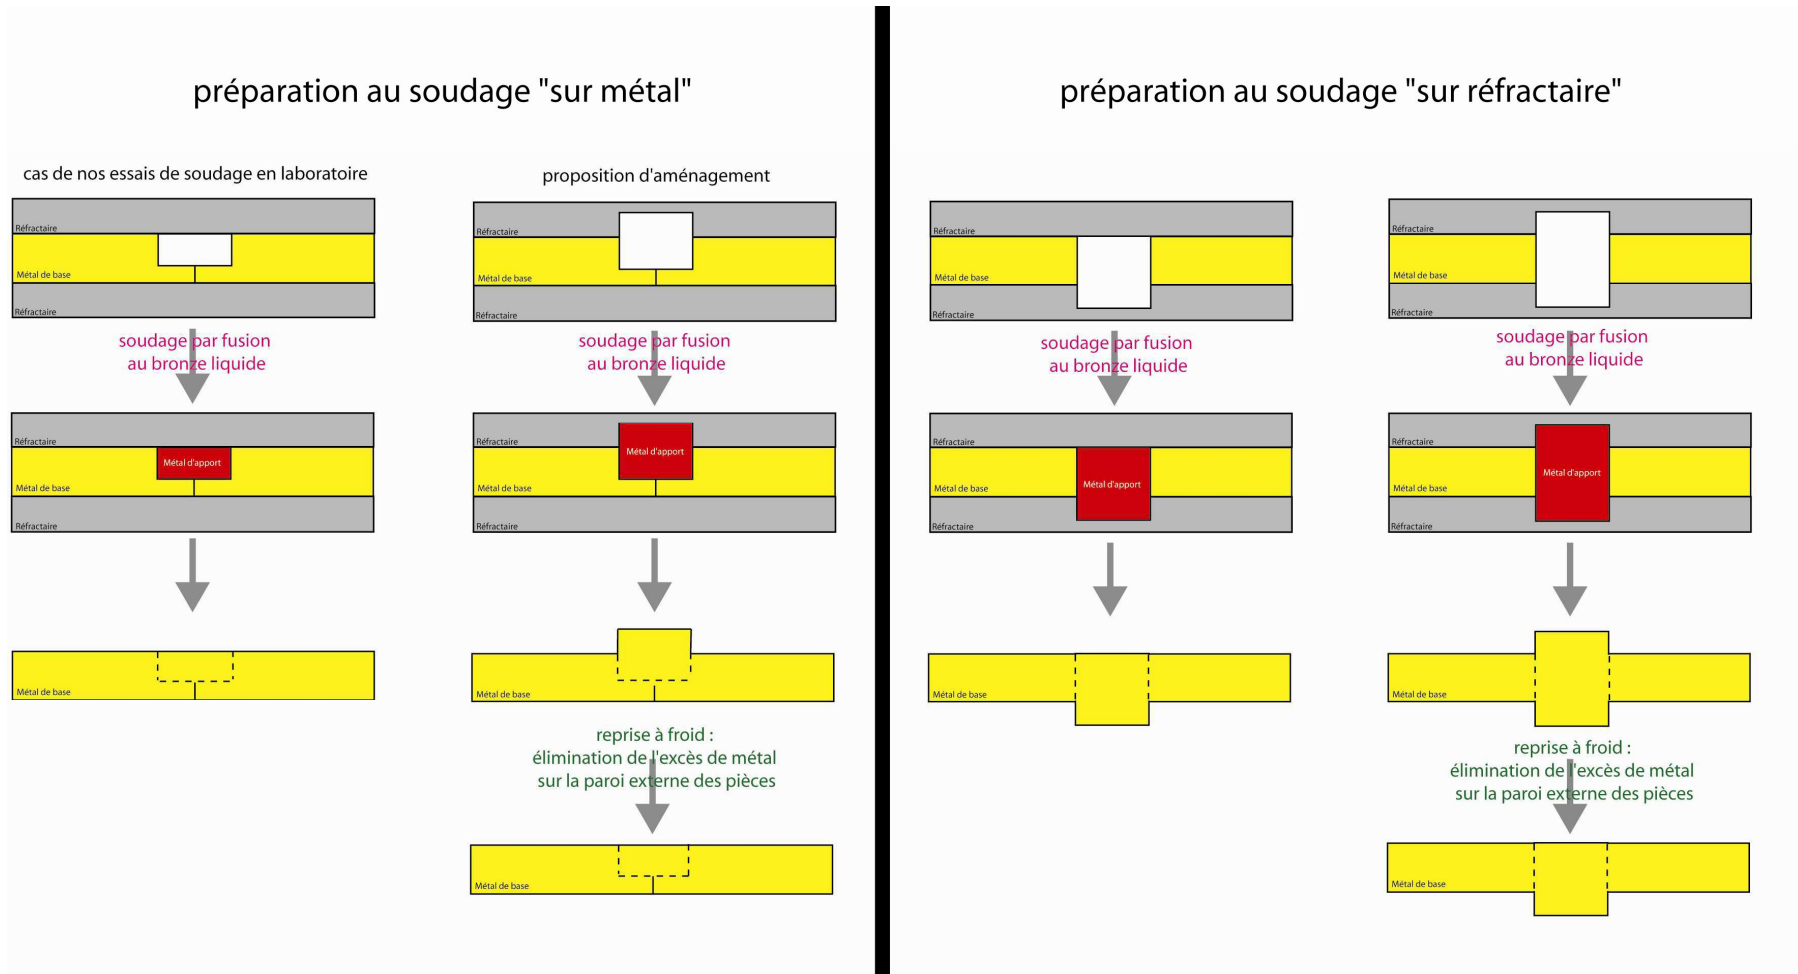 préparation au soudage "sur métal"
cas de nos essais de soudage en laboratoire
proposition d'aménagement
Réfractaire
Métal de base
Réfractaire
Réfractaire
Métal de base
Réfractaire
soudage par fusion
au bronze liquide
soudage par fusion
au bronze liquide
Réfractaire
Métal d'apport
Métal de base
Réfractaire
Réfractaire
Métal d'apport
Métal de base
Réfractaire
Métal de base
Métal de base
reprise à froid :
élimination de l'excès de métal
sur la paroi externe des pièces
Métal de base
préparation au soudage "sur réfractaire"
Réfractaire
Métal de base
Réfractaire
Réfractaire
Métal de base
Réfractaire
soudage par fusion
au bronze liquide
soudage par fusion
au bronze liquide
Réfractaire
Métal d'apport
Métal de base
Réfractaire
Réfractaire
Métal d'apport
Métal de base
Réfractaire
Métal de base
Métal de base
reprise à froid :
élimination de l'excès de métal
sur la paroi externe des pièces
Métal de base